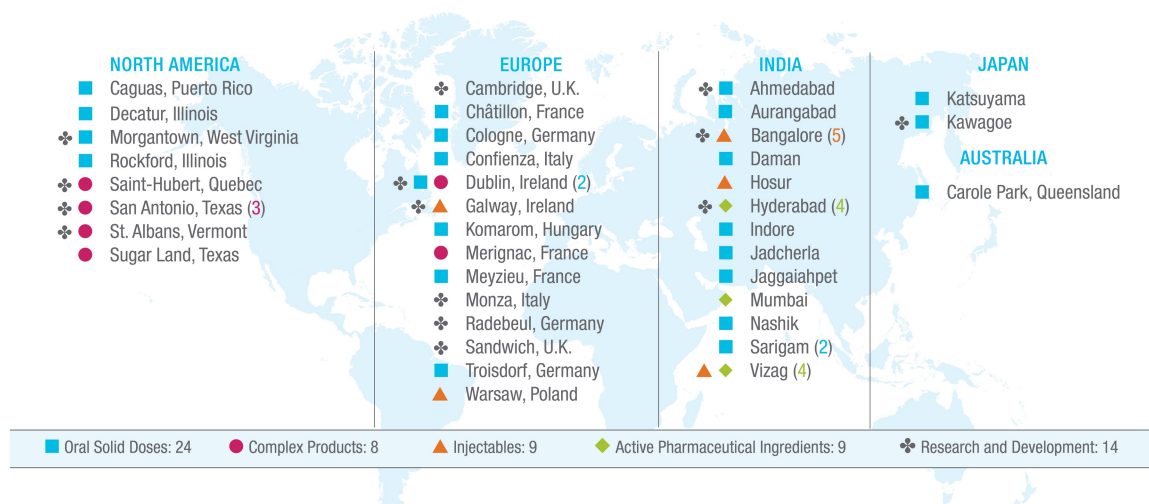 NORTH AMERICA
Caguas, Puerto Rico
Decatur, Illinois
Morgantown, West Virginia
Rockford, Illinois
Saint-Hubert, Quebec
San Antonio, Texas (3)
St. Albans, Vermont
Sugar Land, Texas
EUROPE
Cambridge, U.K.
Châtillon, France
Cologne, Germany
Confienza, Italy
Dublin, Ireland (2)
Galway, Ireland
Komarom, Hungary
Merignac, France
Meyzieu, France
Monza, Italy
Radebeul, Germany
Sandwich, U.K.
Troisdorf, Germany
Warsaw, Poland
INDIA
Ahmedabad
Aurangabad
Bangalore (5)
Daman
Hosur
Hyderabad (4)
Indore
Jadcherla
Jaggaiahpet
Mumbai
Nashik
Sarigam (2)
Vizag (4)
JAPAN
Katsuyama
Kawagoe
AUSTRALIA
Carole Park, Queensland
Oral Solid Doses: 24
Complex Products: 8
Injectables: 9
Active Pharmaceutical Ingredients: 9
Research and Development: 14